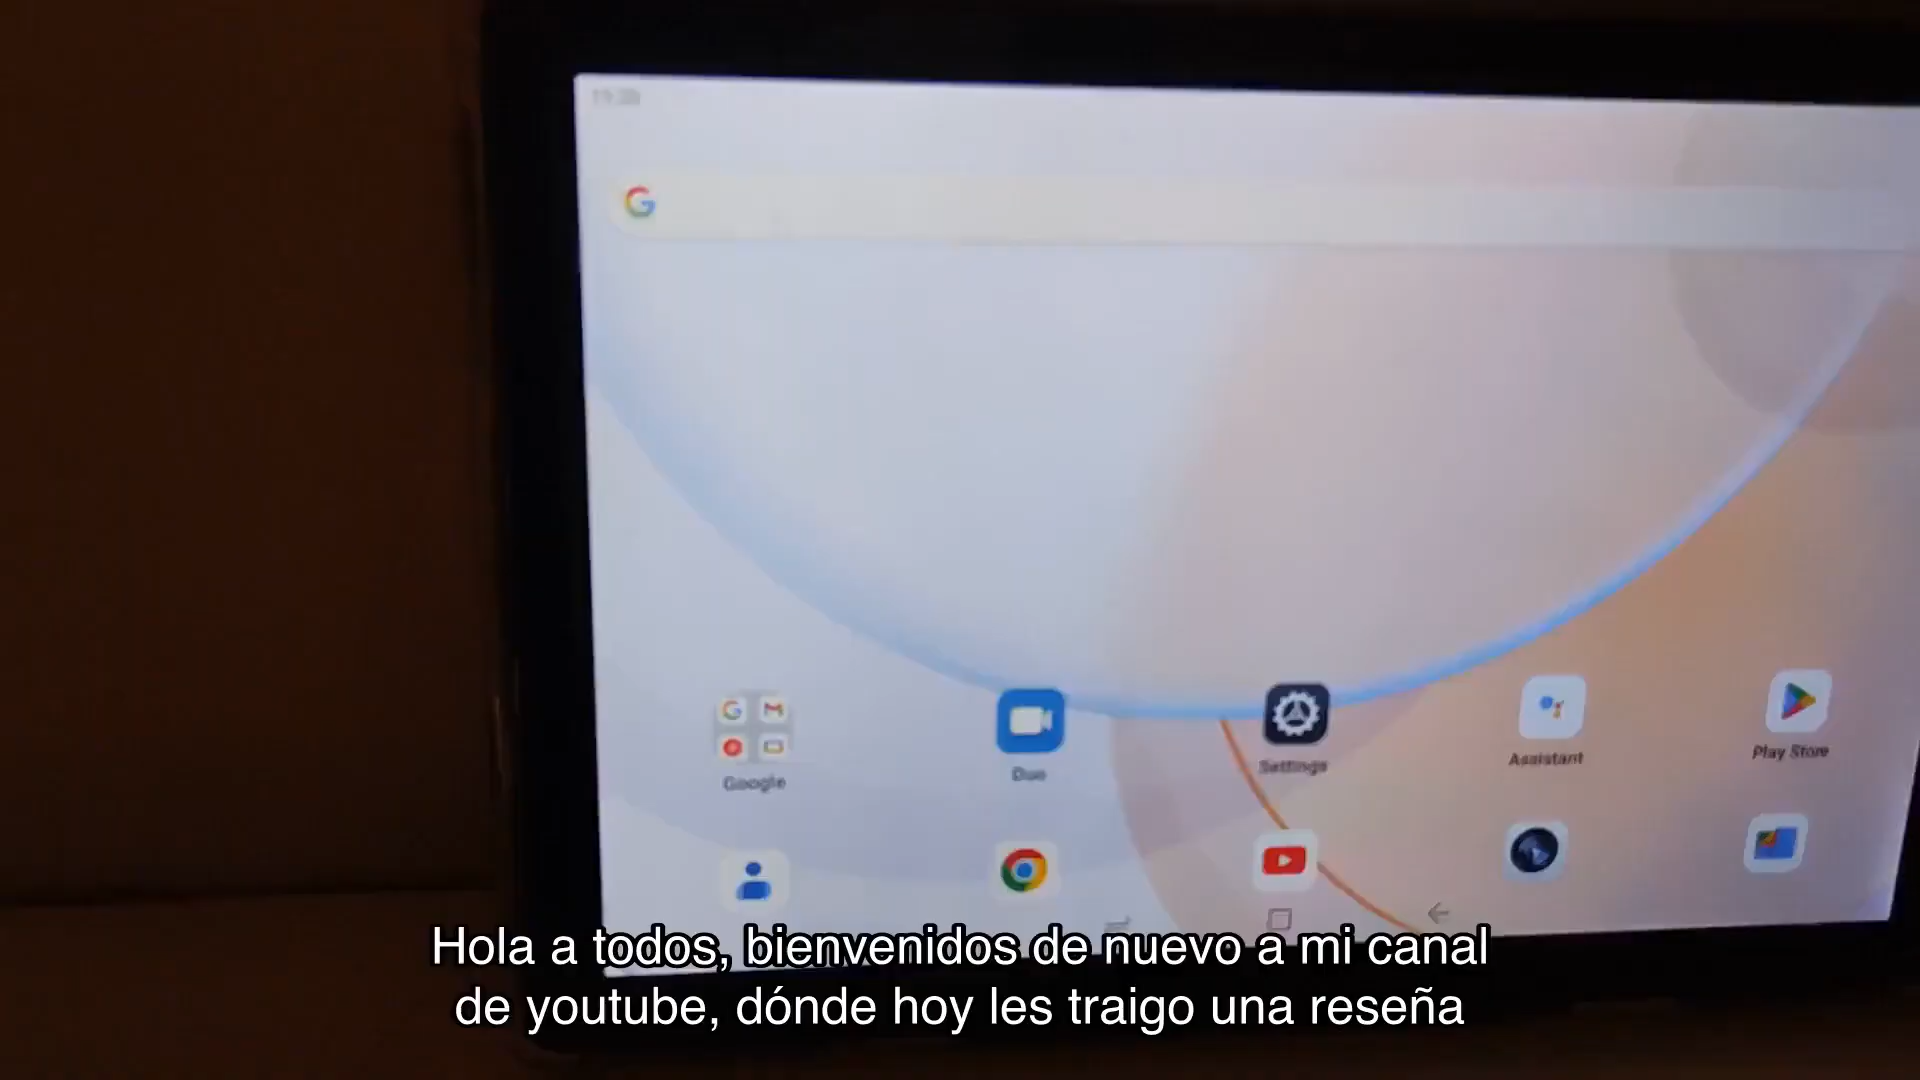 Google
Duo
Settings
Assistant
Play Store
Hola a todos, bienvenidos de nuevo a mi canal
de youtube, dónde hoy les traigo una reseña